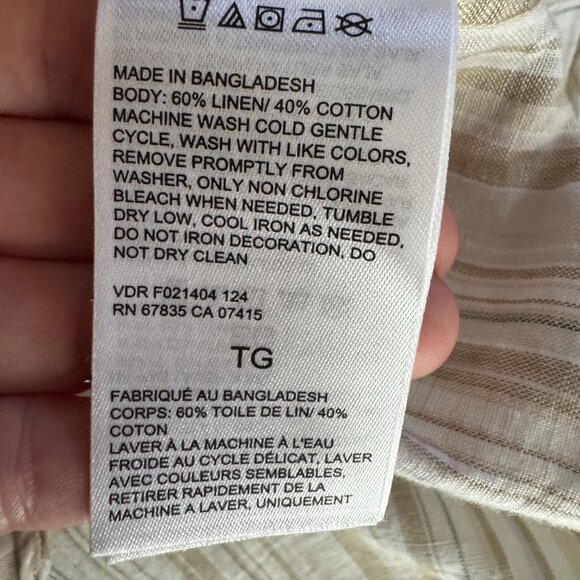 MADE IN BANGLADESH
BODY: 60% LINEN/ 40% COTTON
MACHINE WASH COLD GENTLE
CYCLE, WASH WITH LIKE COLORS,
REMOVE PROMPTLY FROM
WASHER, ONLY NON CHLORINE
BLEACH WHEN NEEDED, TUMBLE
DRY LOW, COOL IRON AS NEEDED,
DO NOT IRON DECORATION, DO
NOT DRY CLEAN
VDR F021404 124
RN 67835 CA 07415
TG
FABRIQUÉ AU BANGLADESH
CORPS: 60% TOILE DE LIN/ 40%
COTON
LAVER À LA MACHINE À L'EAU
FROIDE AU CYCLE DÉLICAT, LAVER
AVEC COULEURS SEMBLABLES,
RETIRER RAPIDEMENT DE LA
MACHINE A LAVER, UNIQUEMENT